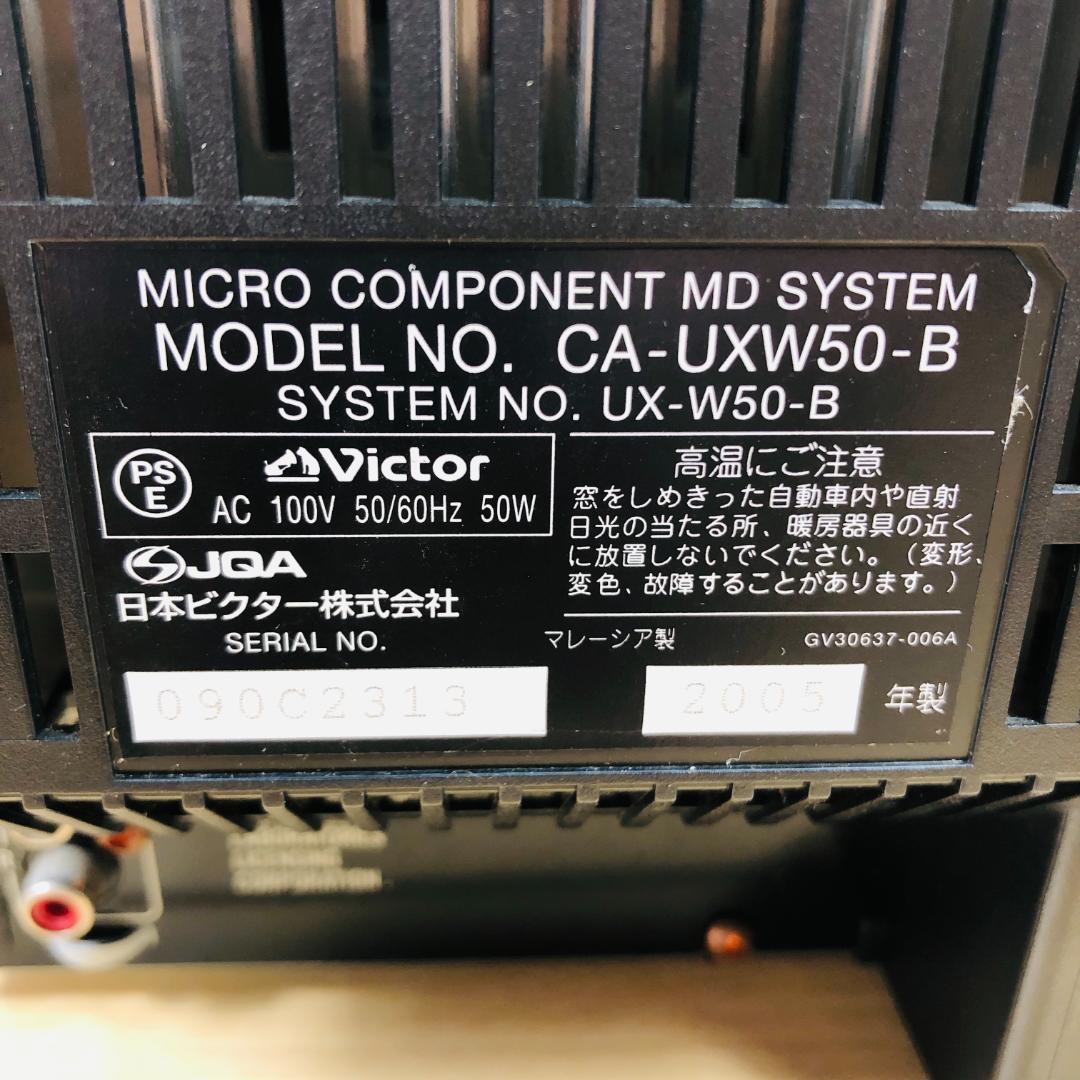 MICRO COMPONENT MD SYSTEM
MODEL NO. CA-UXW50-B
SYSTEM NO. UX-W50-B
PS
E
Victor
AC 100V 50/60Hz 50W
JQA
日本ビクター株式会社
SERIAL NO.
090C2313
高温にご注意
窓をしめきった自動車内や直射
日光の当たる所、暖房器具の近く
に放置しないでください。(変形、
変色、故障することがあります。)
マレーシア製 GV30637-006A
2005 年製
LICENSING
CORPORATION